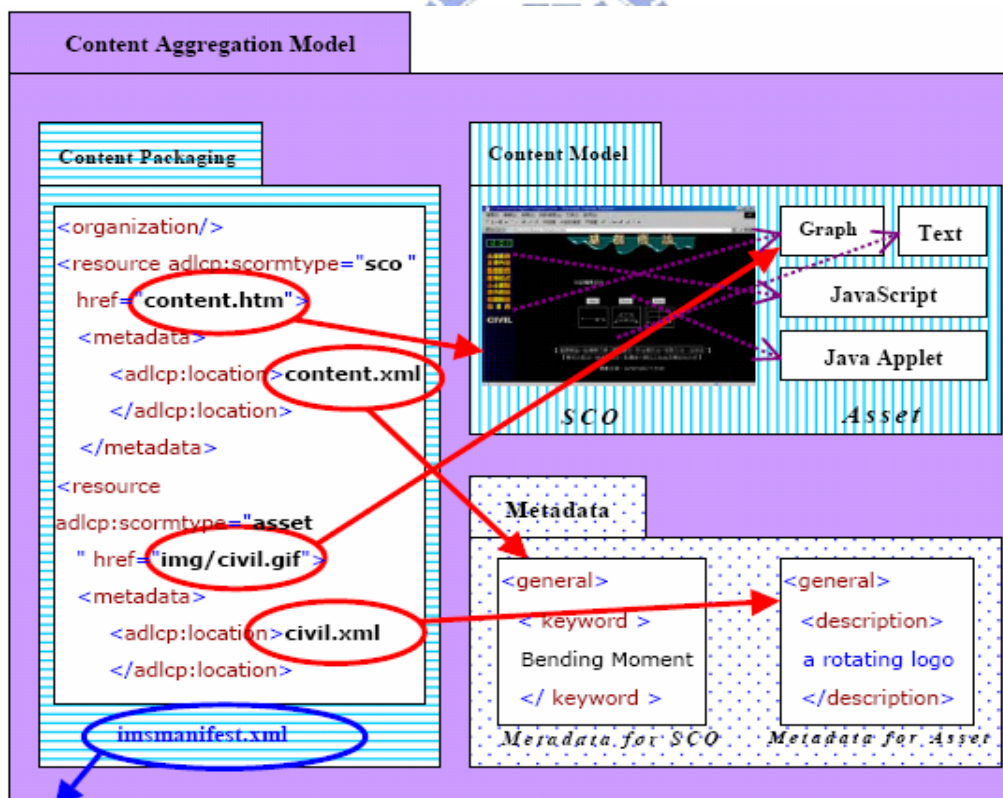 Content Aggregation Model
Content Packaging
<organization/>
<resource adlcp:scormtype="sco "
href="content.htm">
<metadata>
<adlcp:location>content.xml
</adlcp:location>
</metadata>
<resource
adlcp:scormtype="asset
" href="img/civil.gif">
<metadata>
<adlcp:location>civil.xml
</adlcp:location>
imsmanifest.xml
Content Model
CIVIL
SCO
Graph
Text
JavaScript
Java Applet
Asset
Metadata
<general>
< keyword >
Bending Moment
</ keyword >
Metadata for SCO
<general>
<description>
a rotating logo
</description>
Metadata for Asset